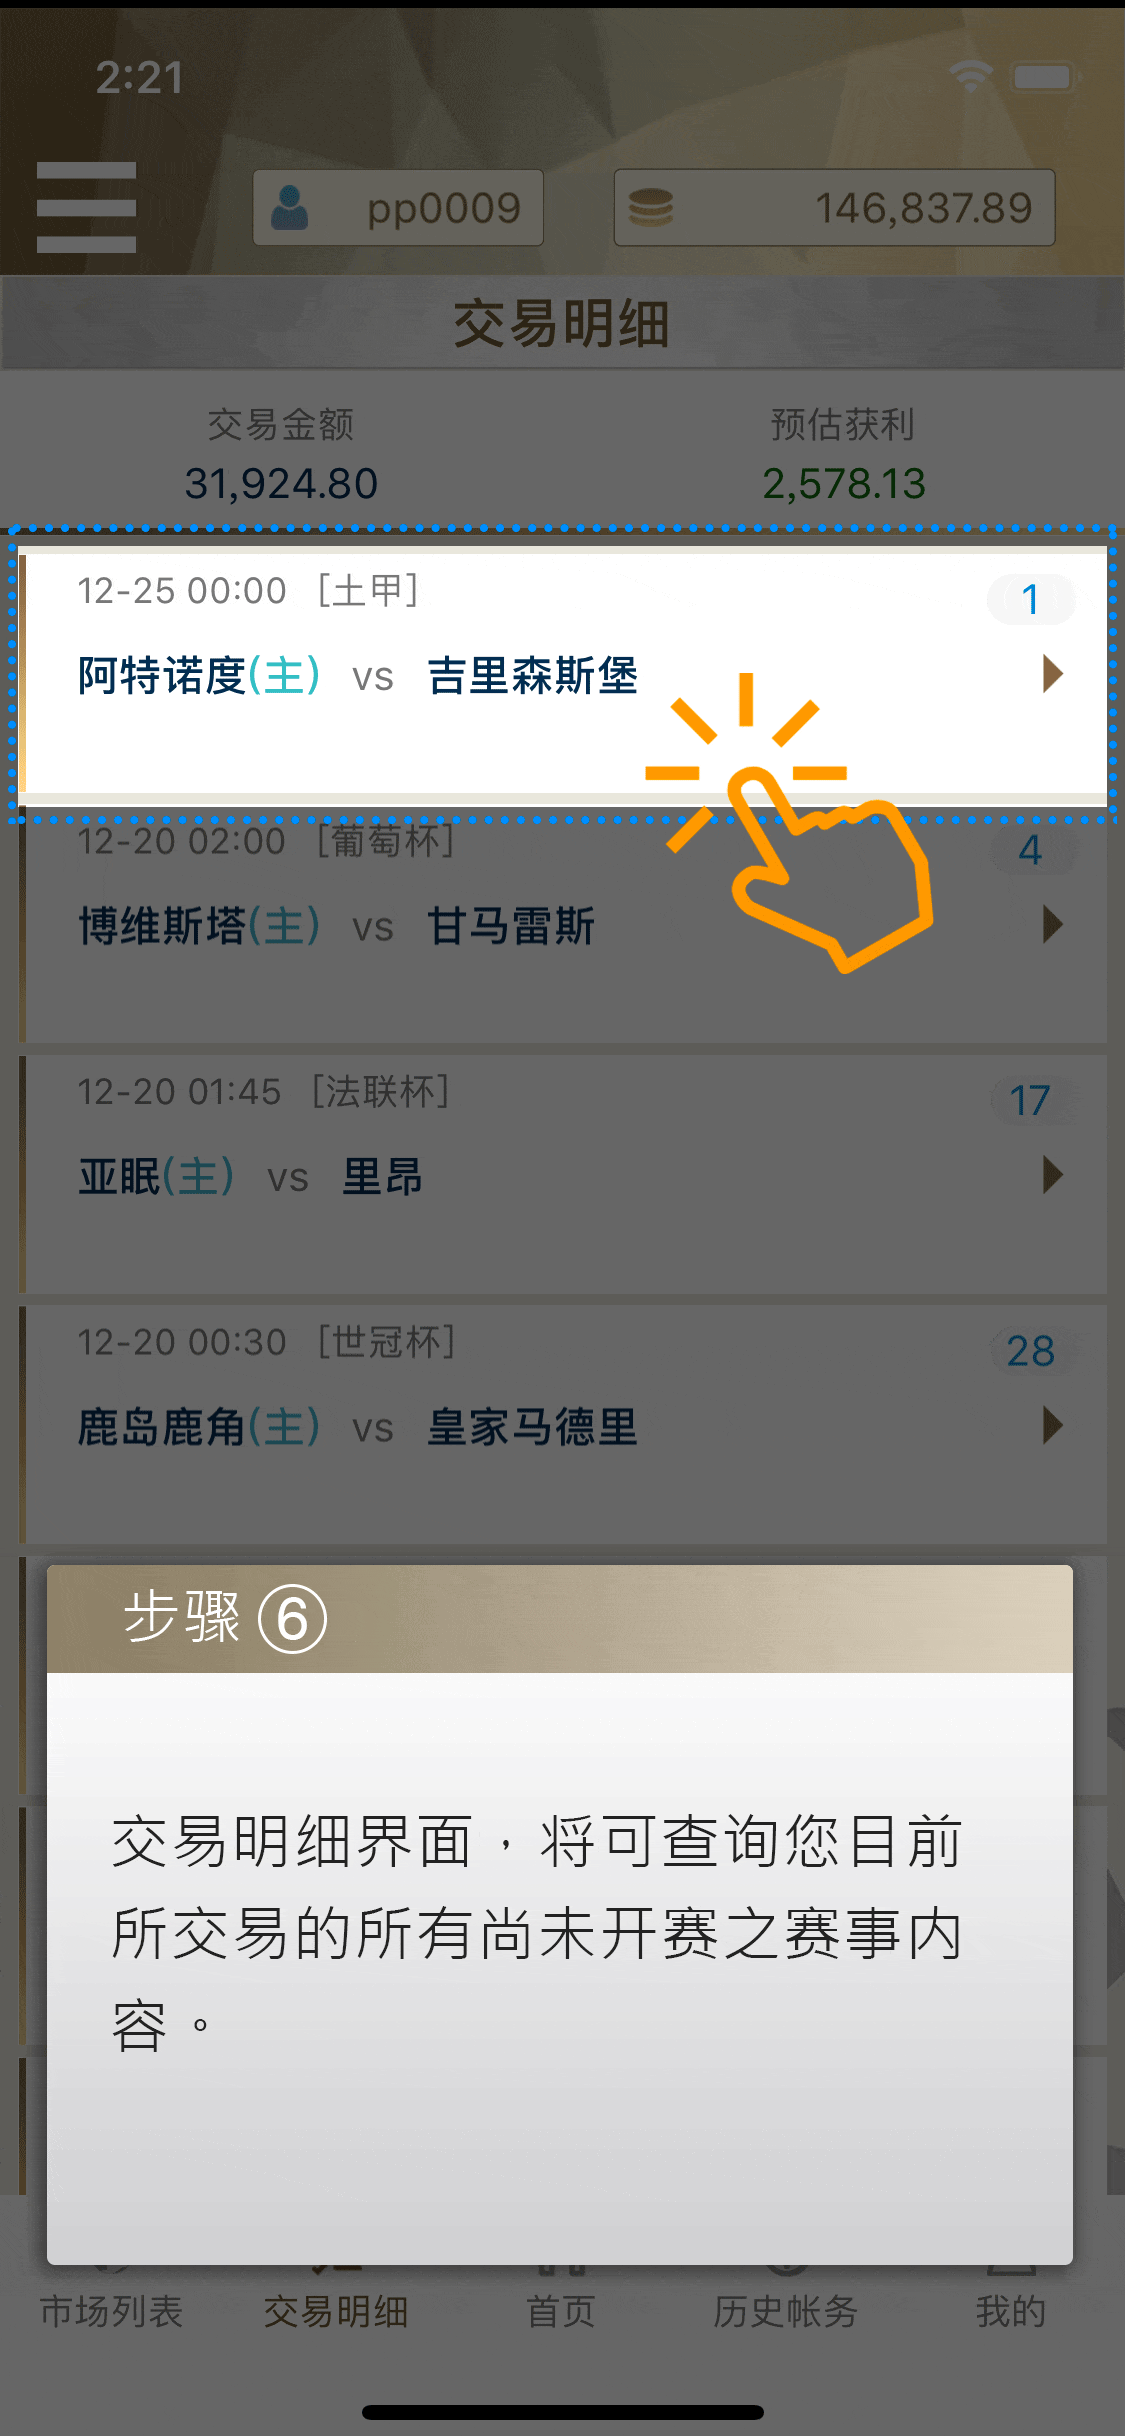 2:21
pp0009
146,837.89
交易明细
交易金额
预估获利
31,924.80
2,578.13
12-25 00:00 [土甲]
1
阿特诺度(主) vs 吉里森斯堡
12-20 02:00 [葡萄杯]
4
博维斯塔(主) vs 甘马雷斯
12-20 01:45 [法联杯]
17
亚眠(主) vs 里昂
12-20 00:30 [世冠杯]
28
鹿岛鹿角(主) vs 皇家马德里
步骤 ⑥
交易明细界面，将可查询您目前
所交易的所有尚未开赛之赛事内
容。
市场列表
交易明细
首页
历史帐务
我的